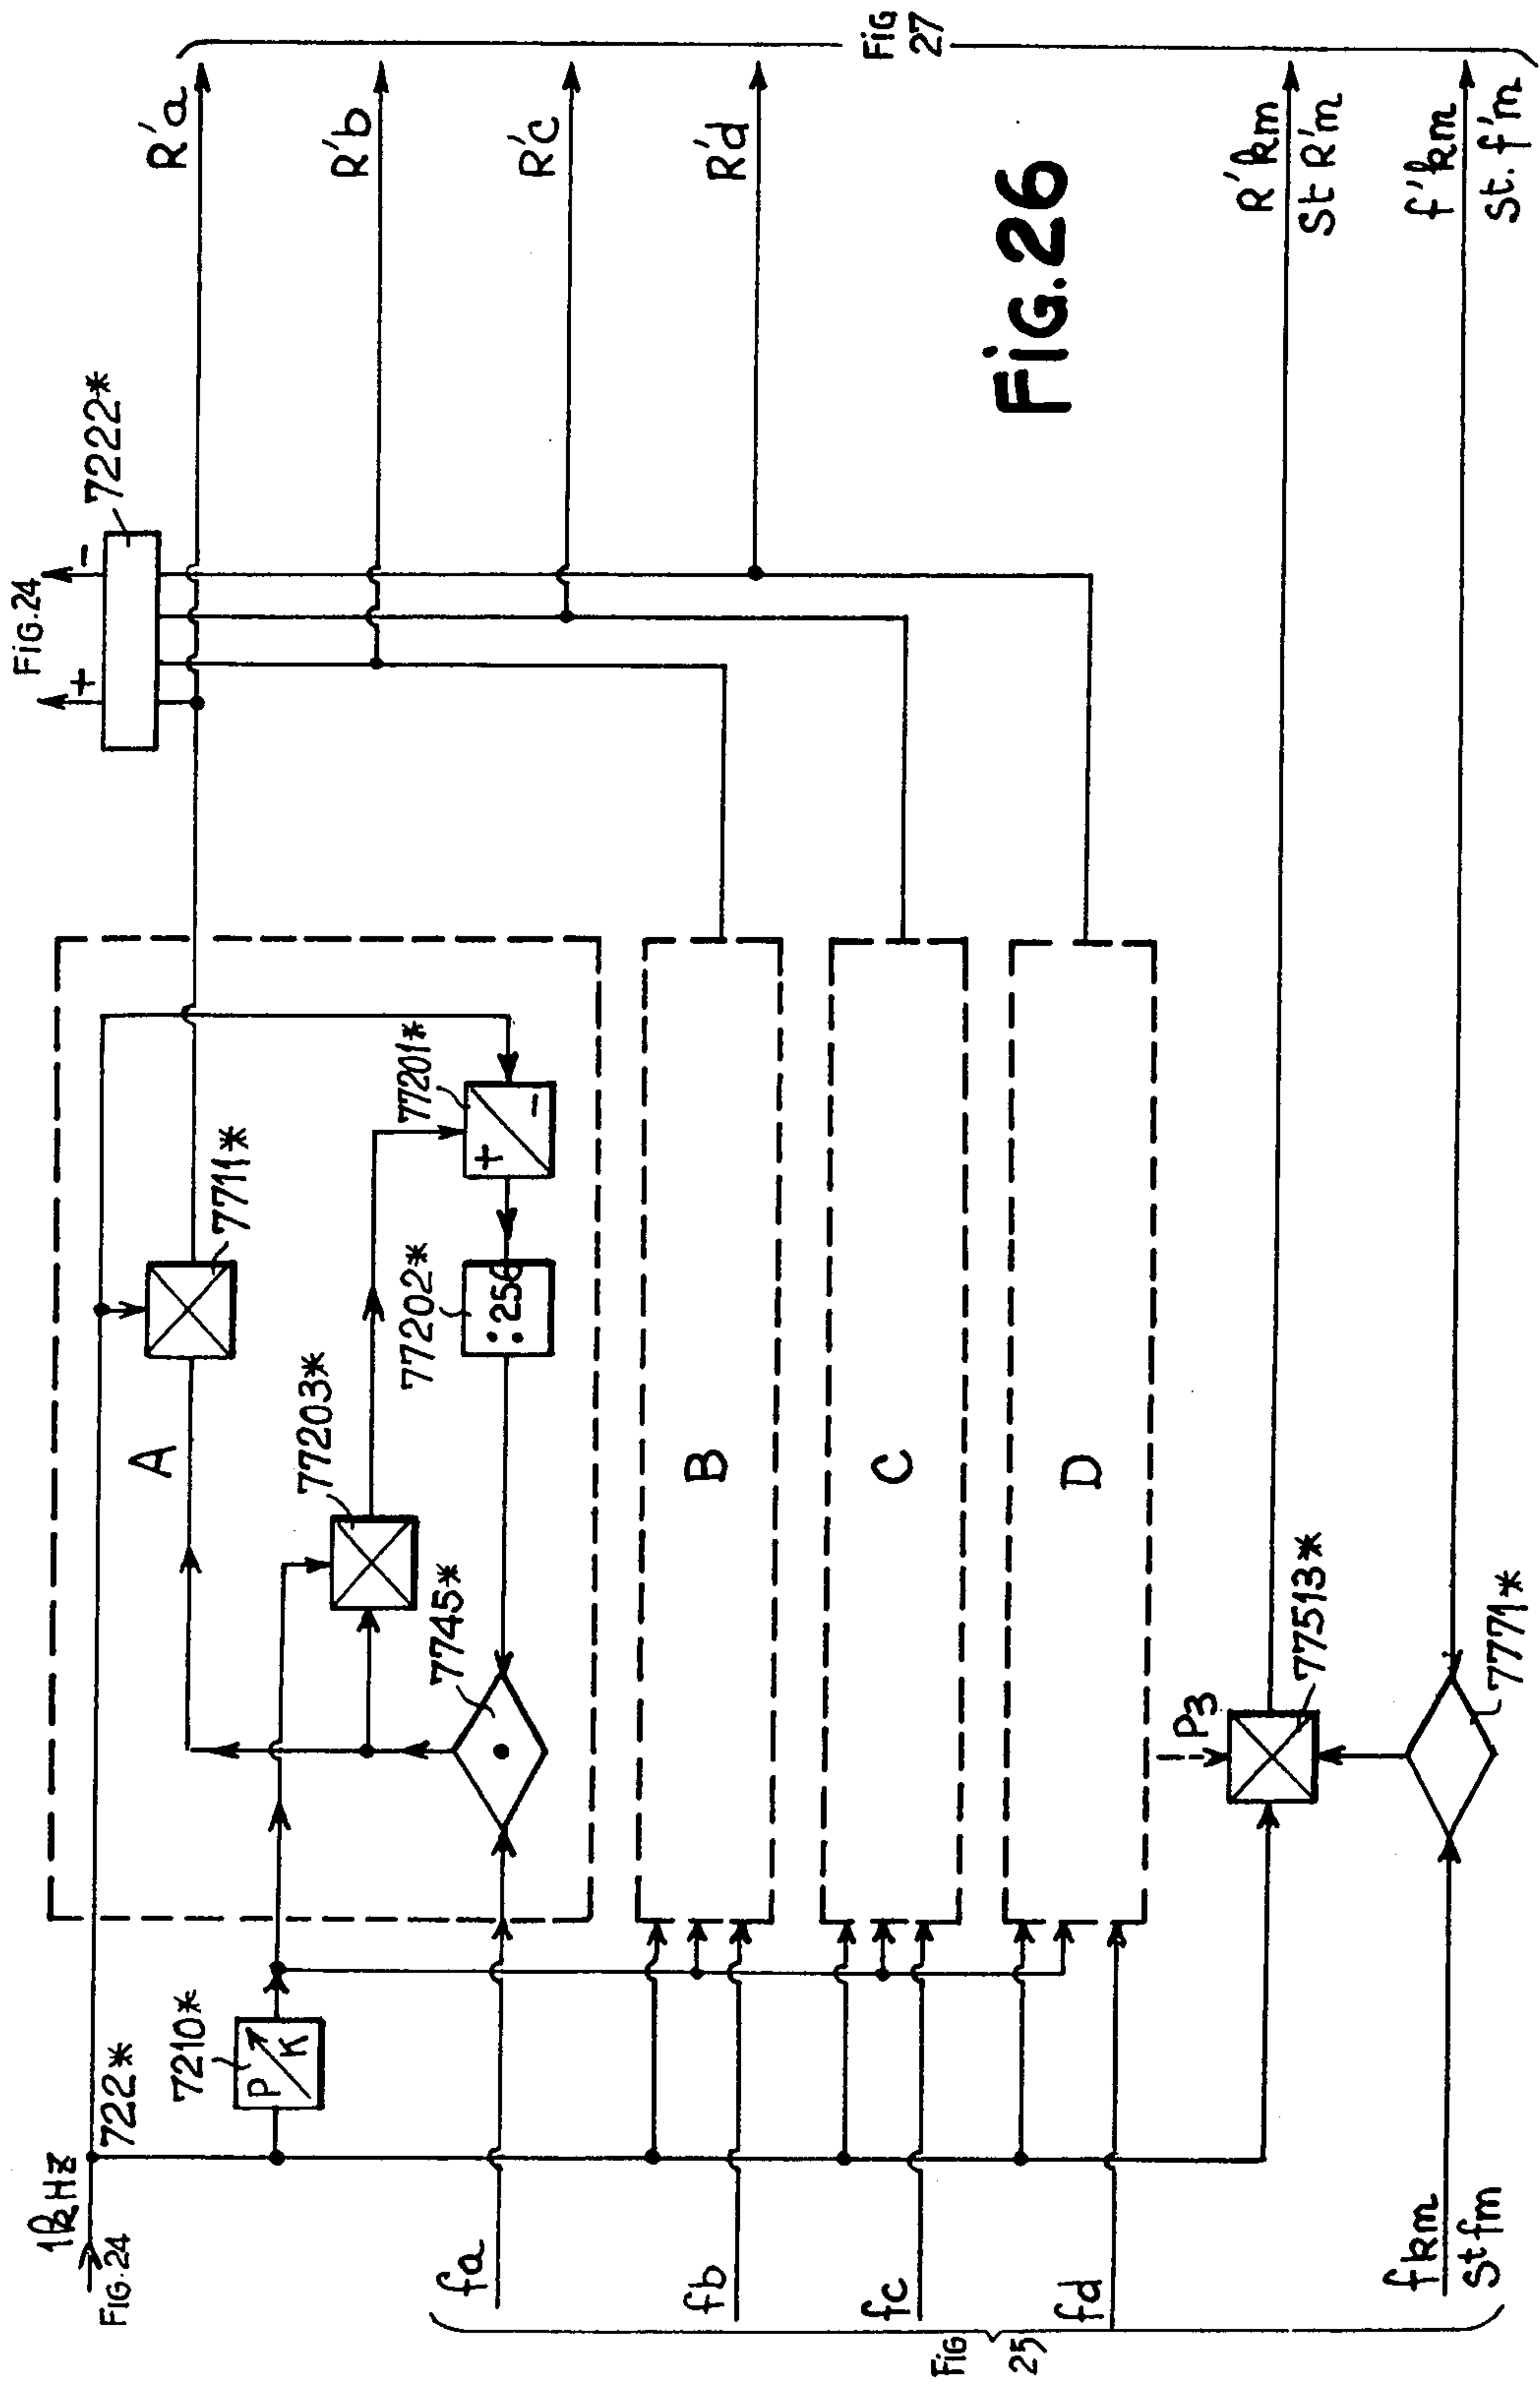 1kHz
FIG.24
722*
7210*
P
K
A
7711*
77203*
77201*
+
-
77202*
:256
7745*
FIG.24
+
-
7222*
R'a
R'b
R'c
R'd
FIG
27
fa
fb
fc
fd
FIG
25
B
C
D
P3
77513*
R'km
St R'm
fkm
St fm
7771*
f'km
St. f'm
FIG.26